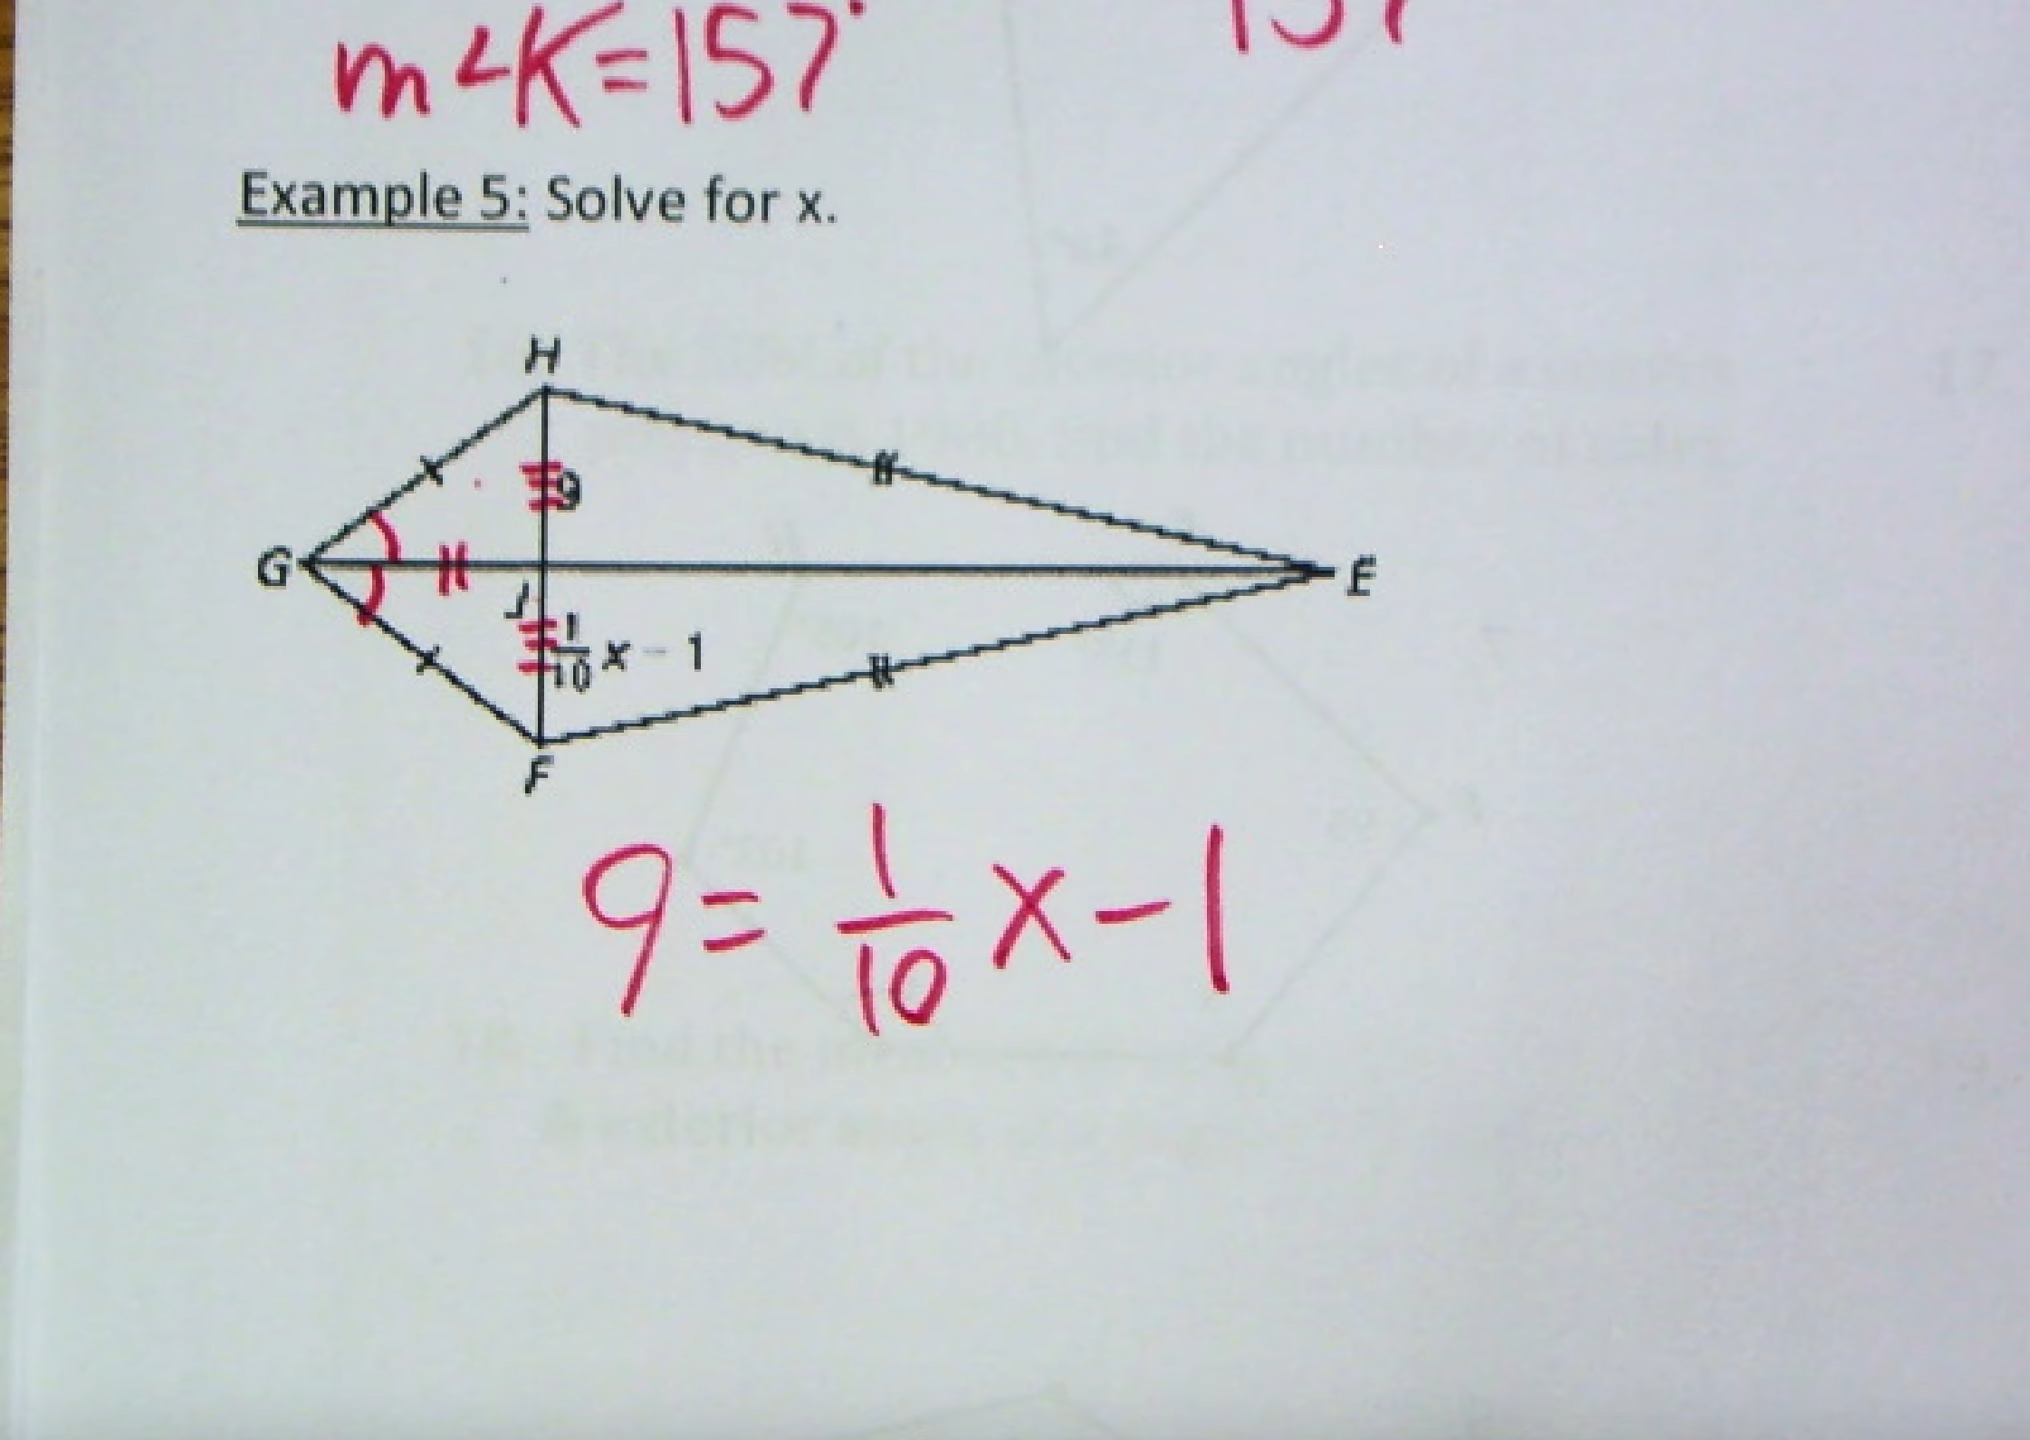 m∠K=157°
Example 5: Solve for x.
H
9
G
E
J
1/10 x - 1
F
9 = 1/10 x - 1